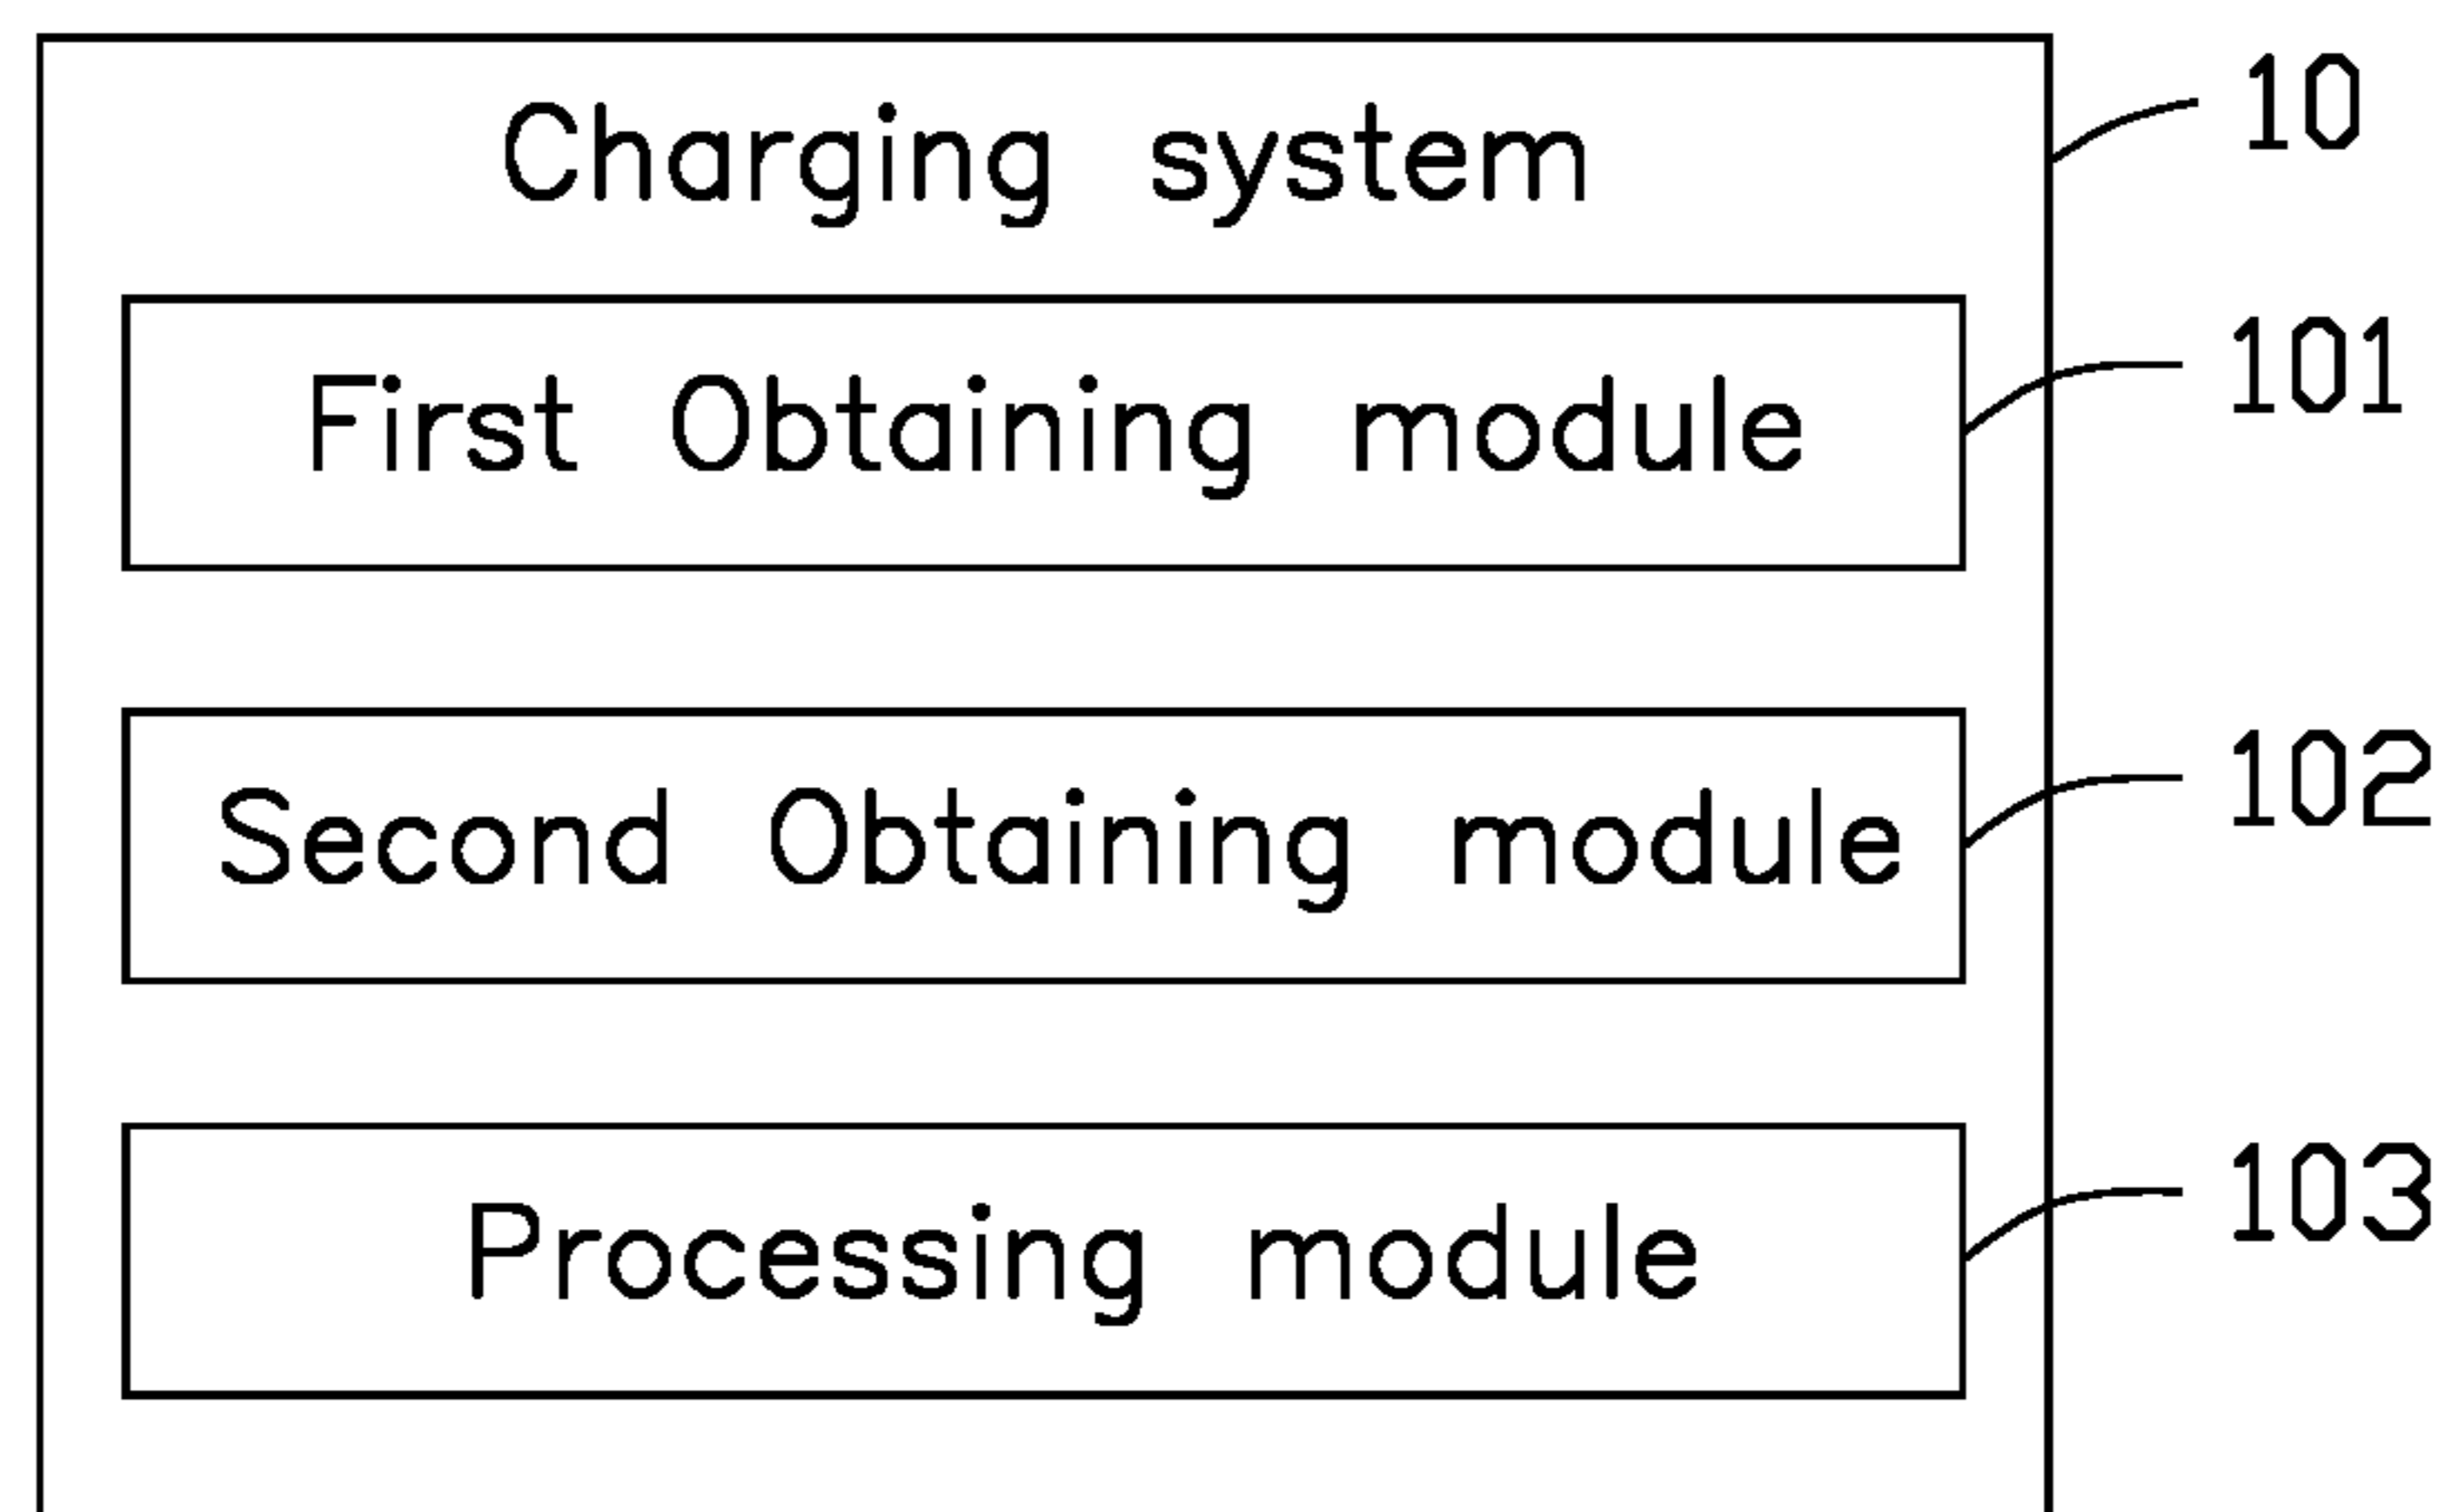 Charging system 10
First Obtaining module 101
Second Obtaining module 102
Processing module 103